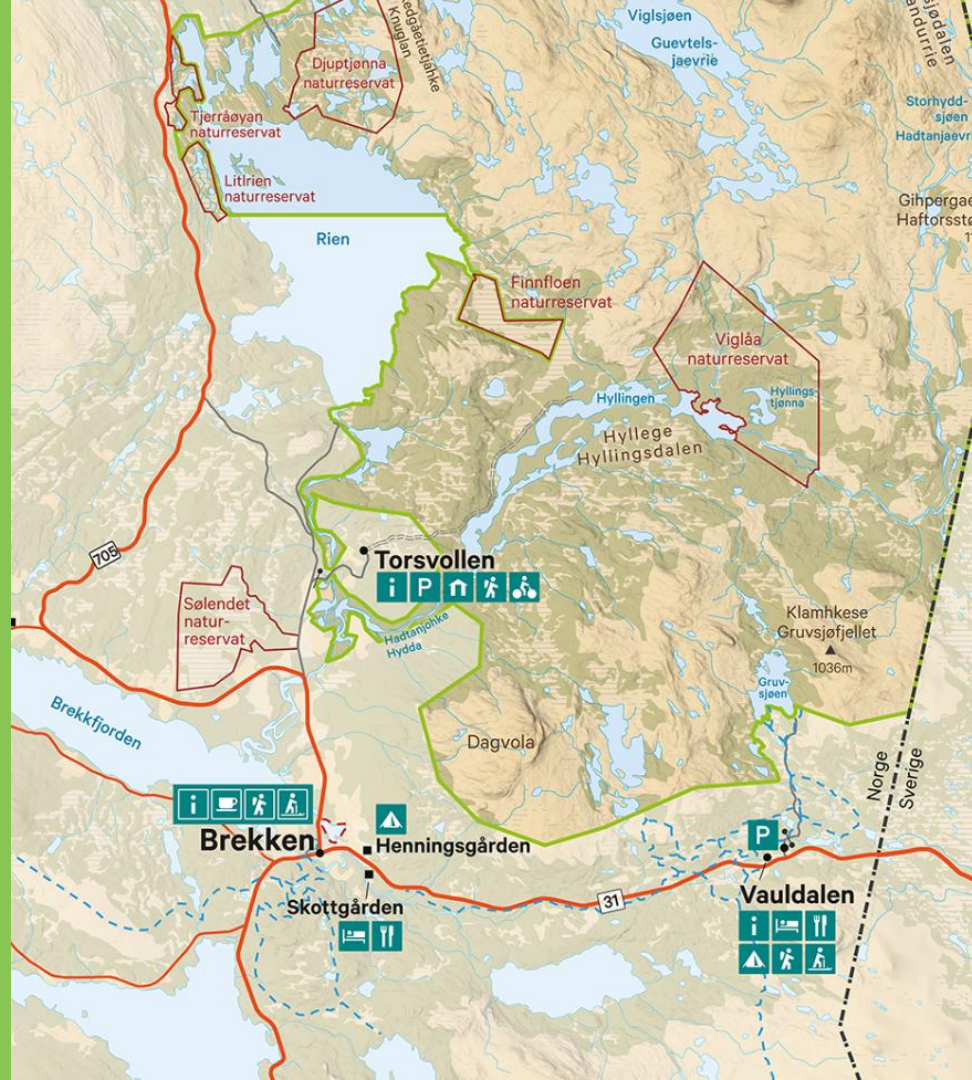 Viglsjøen
Guevtels-
jaevrie
Knuglan
Djuptjønna
naturreservat
Storhydd-
sjøen
Tjerråøyan
naturreservat
Litlrien
naturreservat
Rien
Finnfloen
naturreservat
Viglåa
naturreservat
Hyllings-
tjønna
Hyllingen
Hyllege
Hyllingsdalen
705
Torsvollen
i P
Sølendet
natur-
reservat
Hadtanjohke
Hydda
Klamhkese
Gruvsjøfjellet
1036m
Gruv-
sjøen
Brekkfjorden
Dagvola
Norge
Sverige
i
Brekken
Henningsgården
P
Skottgården
31
Vauldalen
i